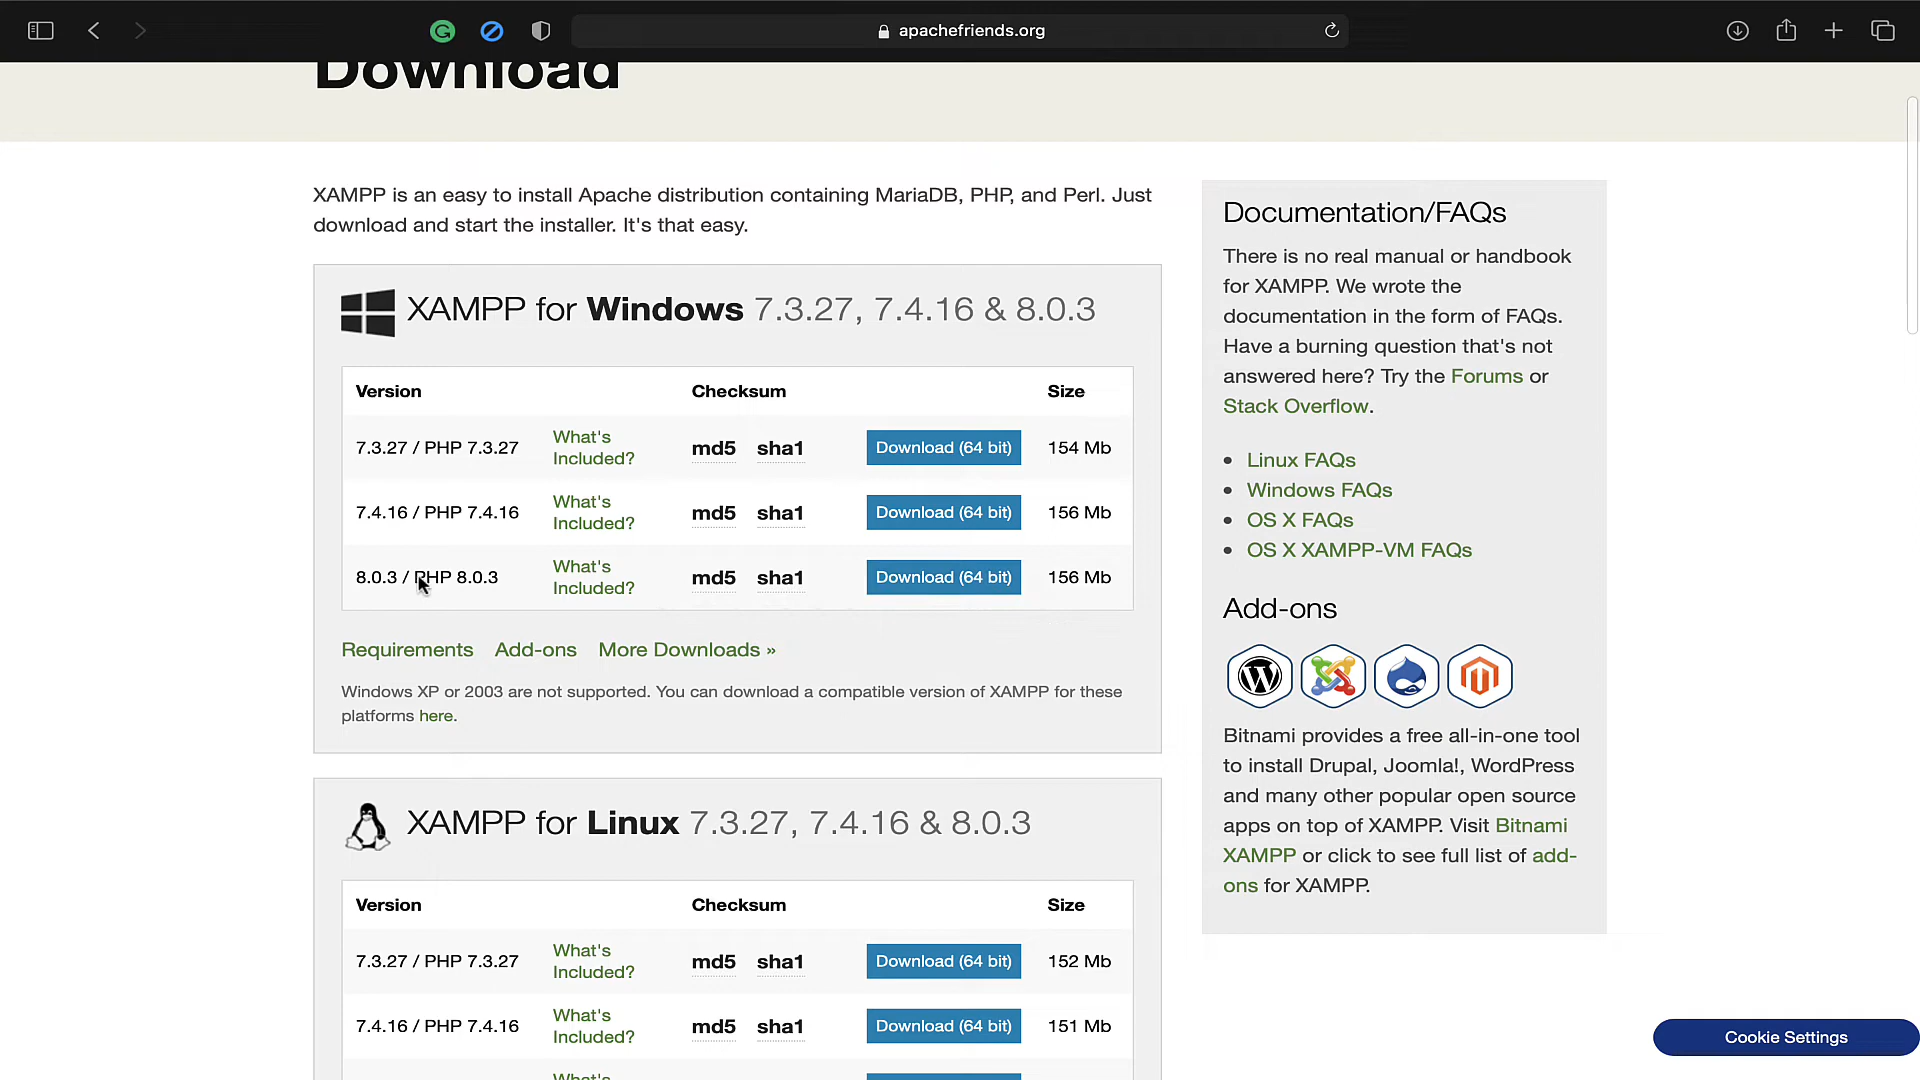 apachefriends.org
Download
XAMPP is an easy to install Apache distribution containing MariaDB, PHP, and Perl. Just
download and start the installer. It's that easy.
XAMPP for Windows 7.3.27, 7.4.16 & 8.0.3
Version Checksum Size
7.3.27 / PHP 7.3.27 What's Included? md5 sha1 Download (64 bit) 154 Mb
7.4.16 / PHP 7.4.16 What's Included? md5 sha1 Download (64 bit) 156 Mb
8.0.3 / PHP 8.0.3 What's Included? md5 sha1 Download (64 bit) 156 Mb
Requirements Add-ons More Downloads »
Windows XP or 2003 are not supported. You can download a compatible version of XAMPP for these
platforms here.
XAMPP for Linux 7.3.27, 7.4.16 & 8.0.3
Version Checksum Size
7.3.27 / PHP 7.3.27 What's Included? md5 sha1 Download (64 bit) 152 Mb
7.4.16 / PHP 7.4.16 What's Included? md5 sha1 Download (64 bit) 151 Mb
What's
Documentation/FAQs
There is no real manual or handbook
for XAMPP. We wrote the
documentation in the form of FAQs.
Have a burning question that's not
answered here? Try the Forums or
Stack Overflow.
• Linux FAQs
• Windows FAQs
• OS X FAQs
• OS X XAMPP-VM FAQs
Add-ons
Bitnami provides a free all-in-one tool
to install Drupal, Joomla!, WordPress
and many other popular open source
apps on top of XAMPP. Visit Bitnami
XAMPP or click to see full list of add-
ons for XAMPP.
Cookie Settings